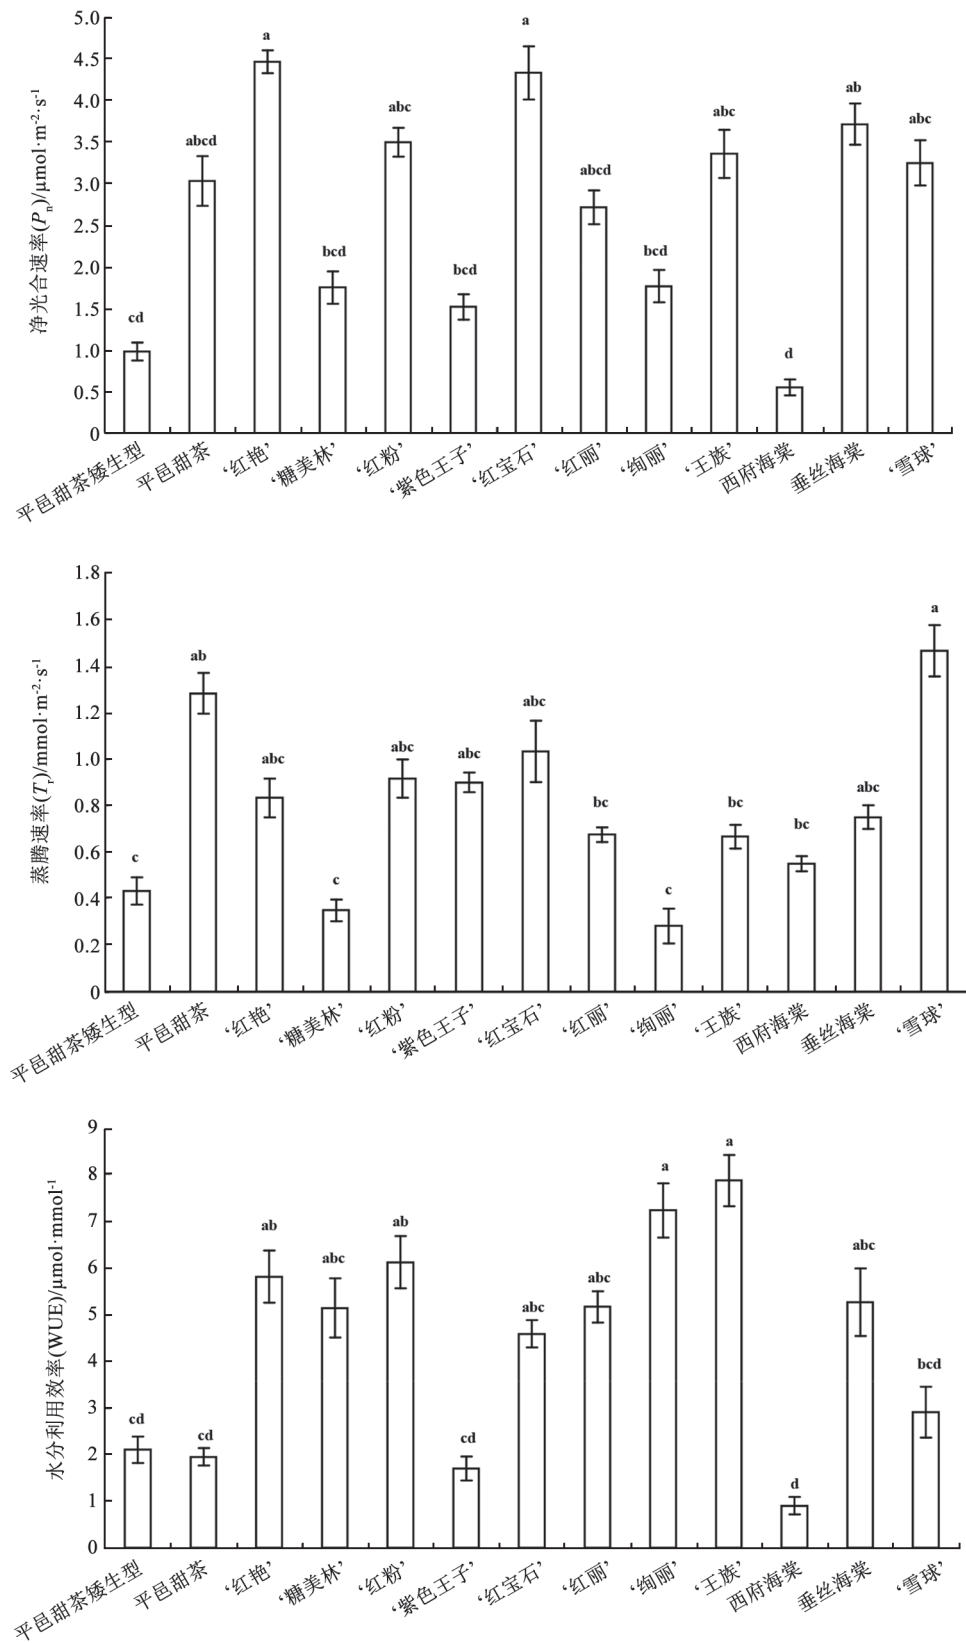 净光合速率(Pn)/μmol·m-2·s-1
5.0
4.5
4.0
3.5
3.0
2.5
2.0
1.5
1.0
0.5
0
cd
abcd
a
bcd
abc
bcd
a
abcd
bcd
abc
d
ab
abc
平邑甜茶矮生型
平邑甜茶
‘红艳’
‘糖美林’
‘红粉’
‘紫色王子’
‘红宝石’
‘红丽’
‘绚丽’
‘王族’
西府海棠
垂丝海棠
‘雪球’
蒸腾速率(Tr)/mmol·m-2·s-1
1.8
1.6
1.4
1.2
1.0
0.8
0.6
0.4
0.2
0
c
ab
abc
c
abc
abc
abc
bc
c
bc
bc
abc
a
平邑甜茶矮生型
平邑甜茶
‘红艳’
‘糖美林’
‘红粉’
‘紫色王子’
‘红宝石’
‘红丽’
‘绚丽’
‘王族’
西府海棠
垂丝海棠
‘雪球’
水分利用效率(WUE)/μmol·mmol-1
9
8
7
6
5
4
3
2
1
0
cd
cd
ab
abc
ab
cd
abc
abc
a
a
d
abc
bcd
平邑甜茶矮生型
平邑甜茶
‘红艳’
‘糖美林’
‘红粉’
‘紫色王子’
‘红宝石’
‘红丽’
‘绚丽’
‘王族’
西府海棠
垂丝海棠
‘雪球’